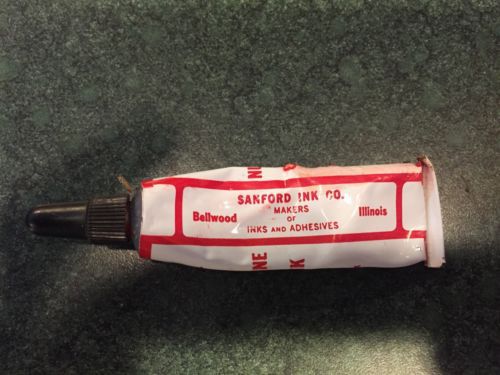 SANFORD INK CO.
MAKERS
Bellwood OF Illinois
INKS AND ADHESIVES